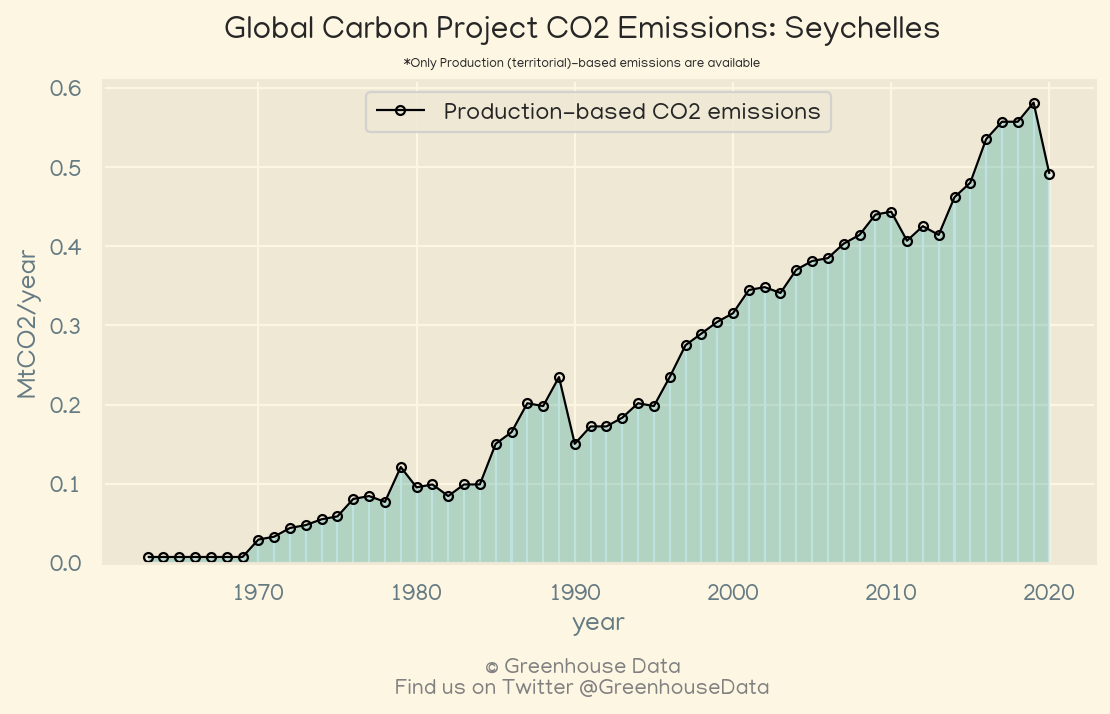 Global Carbon Project CO2 Emissions: Seychelles
*Only Production (territorial)-based emissions are available
Production-based CO2 emissions
0.6
0.5
0.4
0.3
0.2
0.1
0.0
MtCO2/year
1970 1980 1990 2000 2010 2020
year
© Greenhouse Data
Find us on Twitter @GreenhouseData